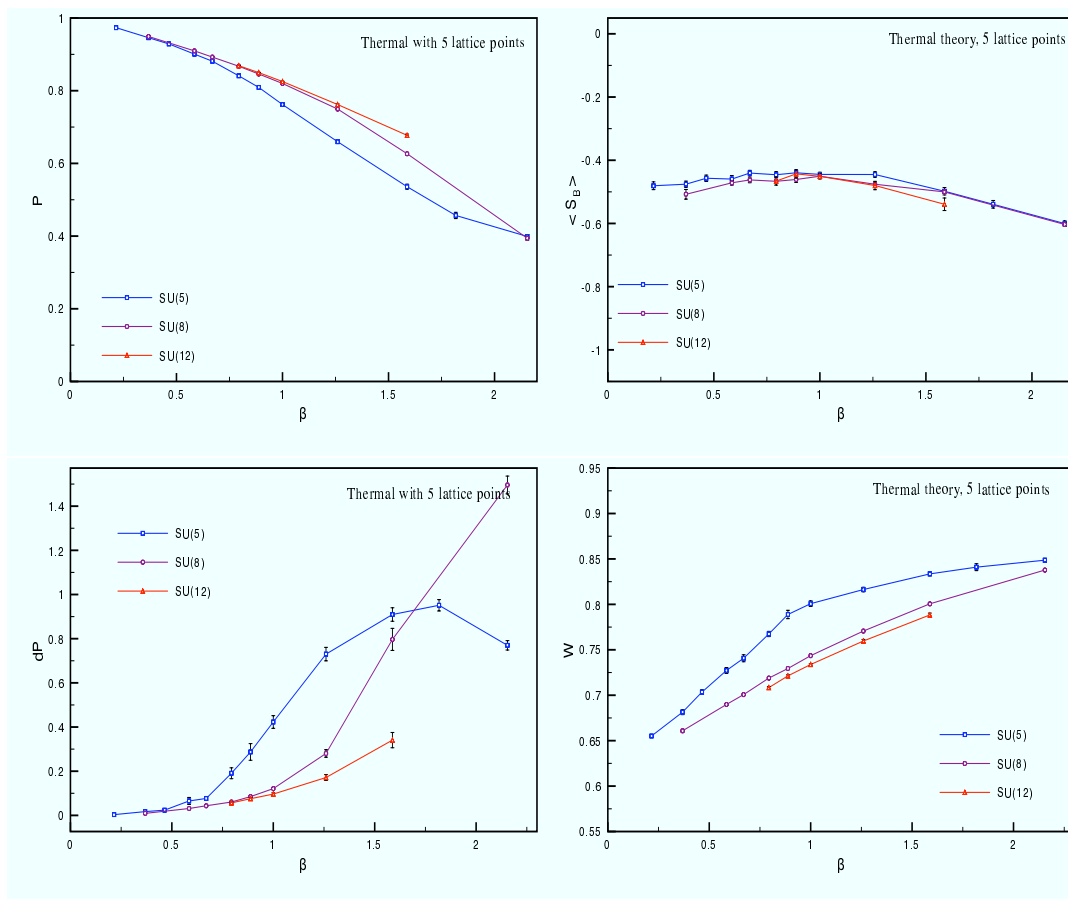 Thermal with 5 lattice points
1
0.8
0.6
0.4
0.2
0
P
SU(5)
SU(8)
SU(12)
0 0.5 1 1.5 2
β
Thermal theory, 5 lattice points
0
-0.2
-0.4
-0.6
-0.8
-1
< S_B >
SU(5)
SU(8)
SU(12)
0 0.5 1 1.5 2
β
Thermal with 5 lattice points
1.4
1.2
1
0.8
0.6
0.4
0.2
0
dP
SU(5)
SU(8)
SU(12)
0 0.5 1 1.5 2
β
Thermal theory, 5 lattice points
0.95
0.9
0.85
0.8
0.75
0.7
0.65
0.6
0.55
W
SU(5)
SU(8)
SU(12)
0 0.5 1 1.5 2
β